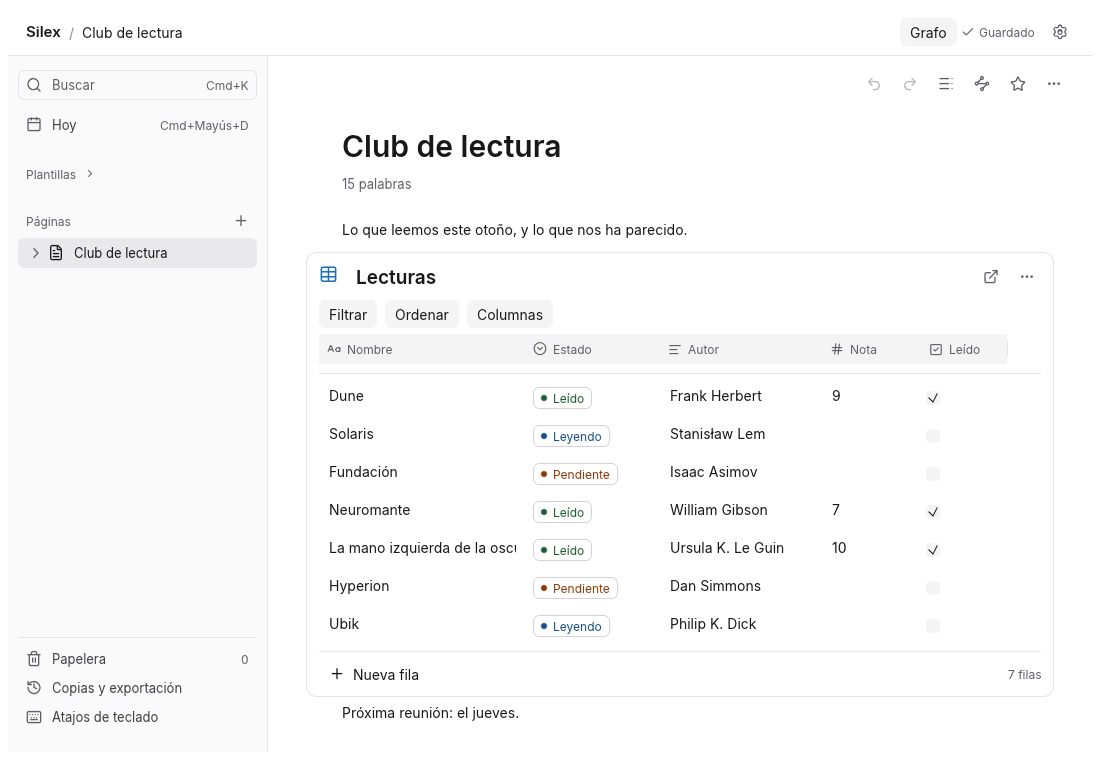 Silex / Club de lectura
Grafo
Guardado
Buscar Cmd+K
Hoy Cmd+Mayús+D
Plantillas
Páginas
Club de lectura
Papelera 0
Copias y exportación
Atajos de teclado
Club de lectura
15 palabras
Lo que leemos este otoño, y lo que nos ha parecido.
Lecturas
Filtrar Ordenar Columnas
Aa Nombre Estado Autor # Nota Leído
Dune Leído Frank Herbert 9
Solaris Leyendo Stanisław Lem
Fundación Pendiente Isaac Asimov
Neuromante Leído William Gibson 7
La mano izquierda de la Leído Ursula K. Le Guin 10
Hyperion Pendiente Dan Simmons
Ubik Leyendo Philip K. Dick
Nueva fila 7 filas
Próxima reunión: el jueves.